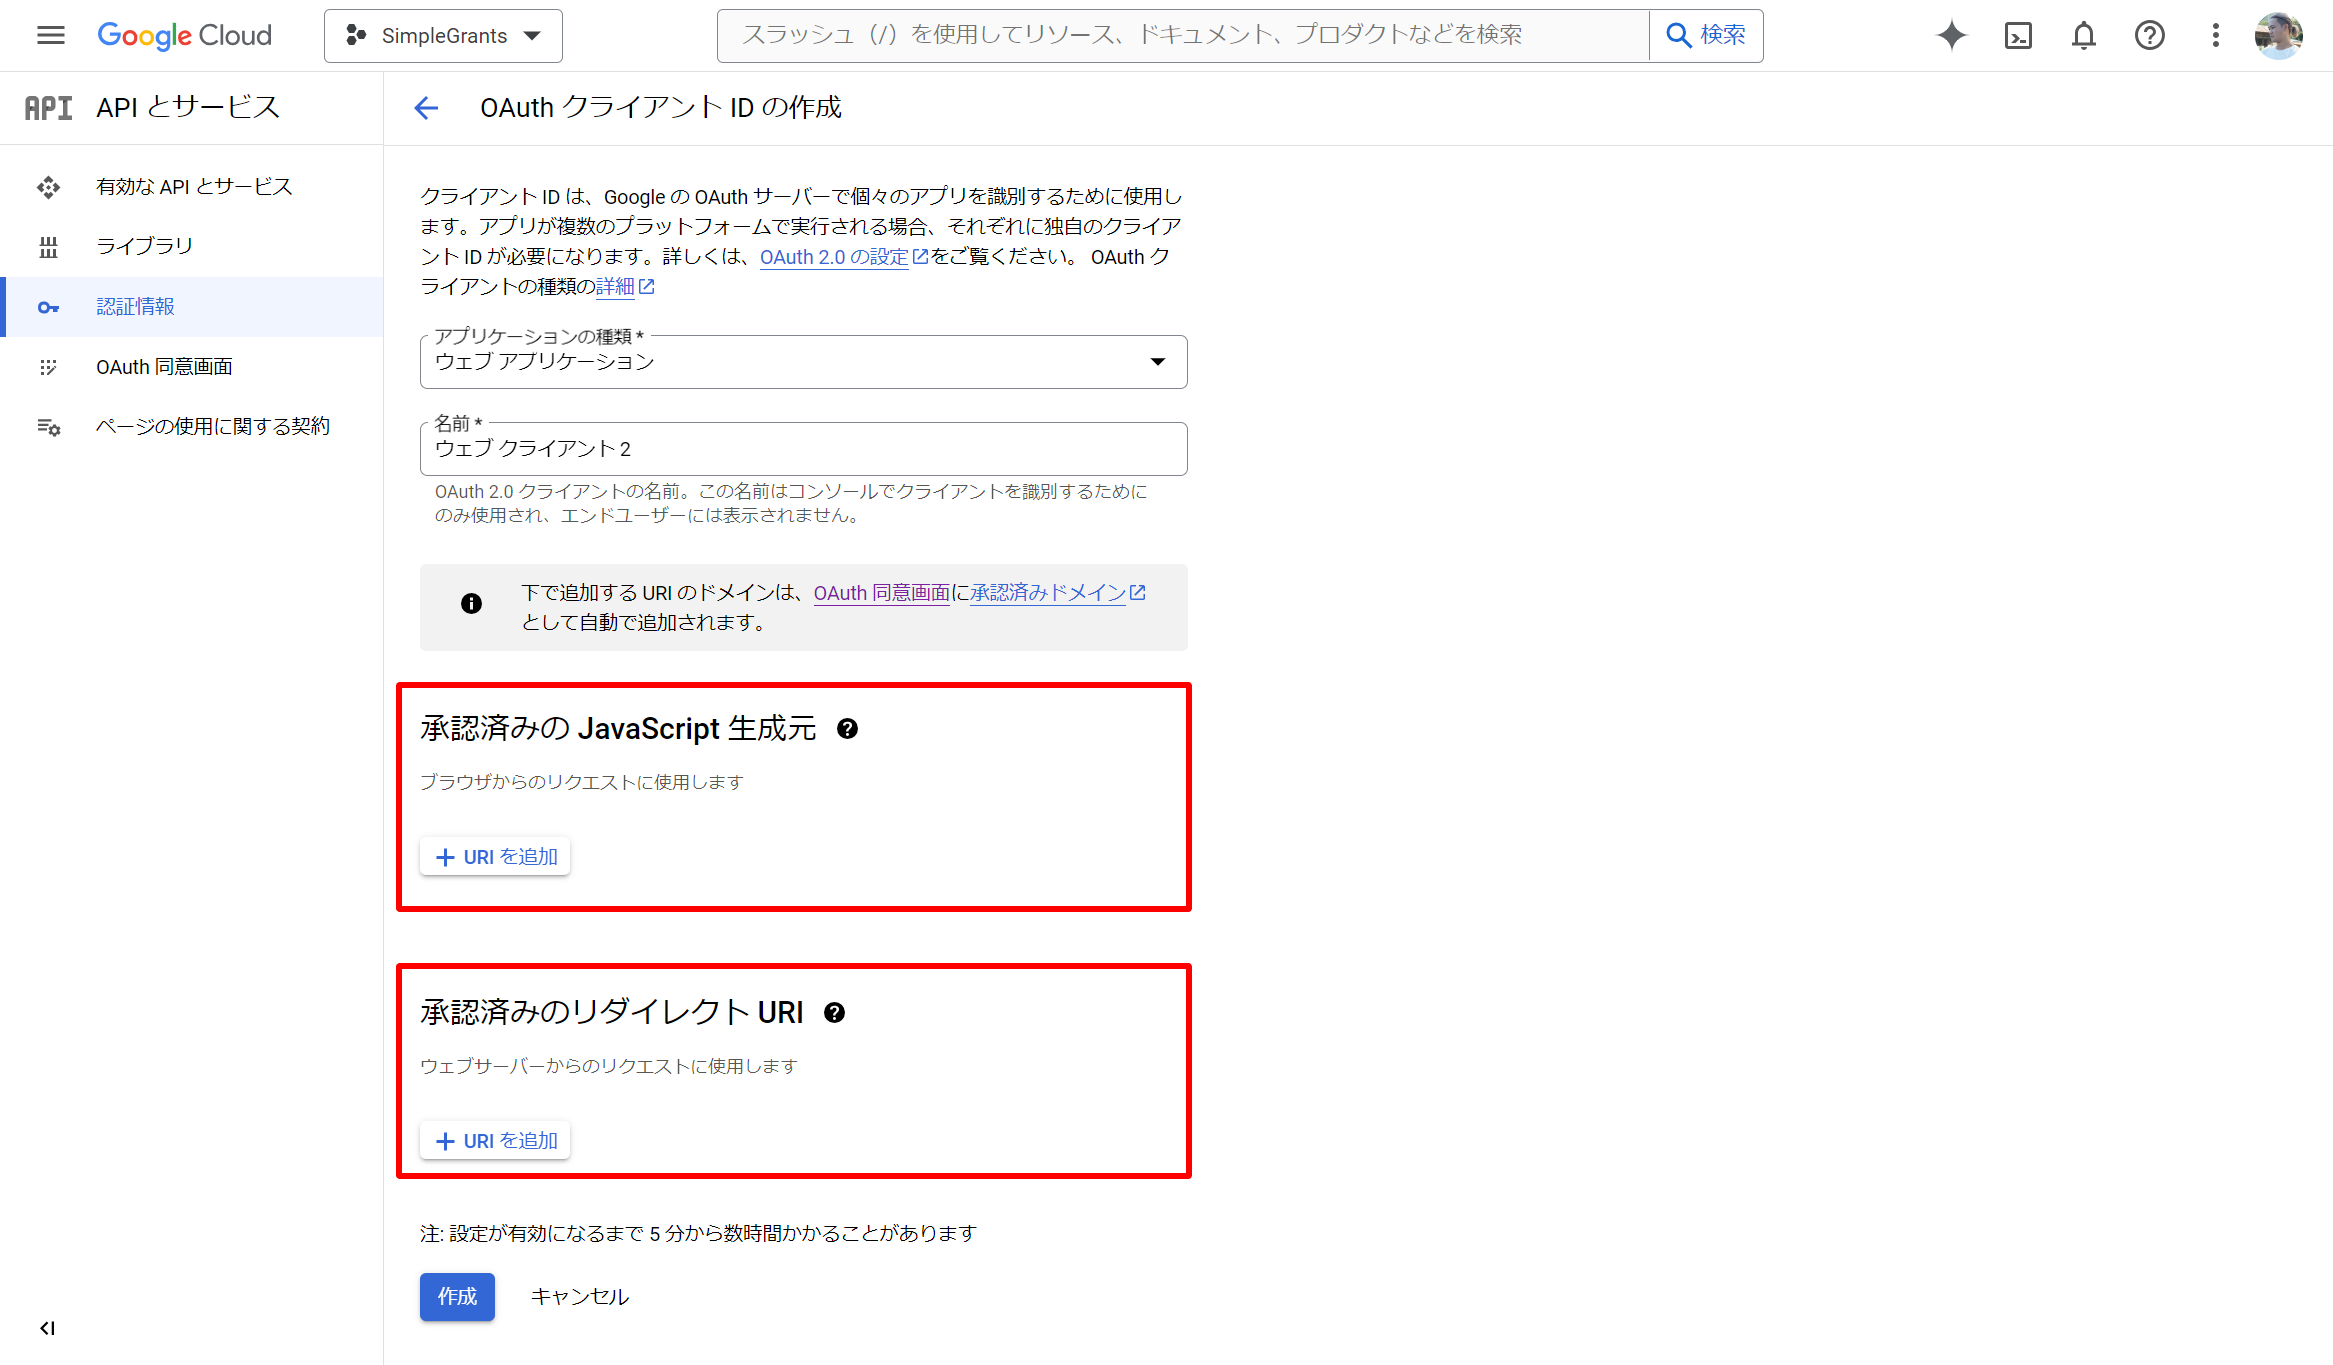 Google Cloud
SimpleGrants
スラッシュ（/）を使用してリソース、ドキュメント、プロダクトなどを検索
検索
API
API とサービス
OAuth クライアント ID の作成
有効な API とサービス
ライブラリ
認証情報
OAuth 同意画面
ページの使用に関する契約
クライアント ID は、Google の OAuth サーバーで個々のアプリを識別するために使用し
ます。アプリが複数のプラットフォームで実行される場合、それぞれに独自のクライア
ント ID が必要になります。詳しくは、OAuth 2.0 の設定をご覧ください。 OAuth ク
ライアントの種類の詳細
アプリケーションの種類 *
ウェブ アプリケーション
名前 *
ウェブ クライアント 2
OAuth 2.0 クライアントの名前。この名前はコンソールでクライアントを識別するために
のみ使用され、エンドユーザーには表示されません。
下で追加する URI のドメインは、OAuth 同意画面に承認済みドメイン
として自動で追加されます。
承認済みの JavaScript 生成元
ブラウザからのリクエストに使用します
+ URI を追加
承認済みのリダイレクト URI
ウェブサーバーからのリクエストに使用します
+ URI を追加
注: 設定が有効になるまで 5 分から数時間かかることがあります
作成
キャンセル